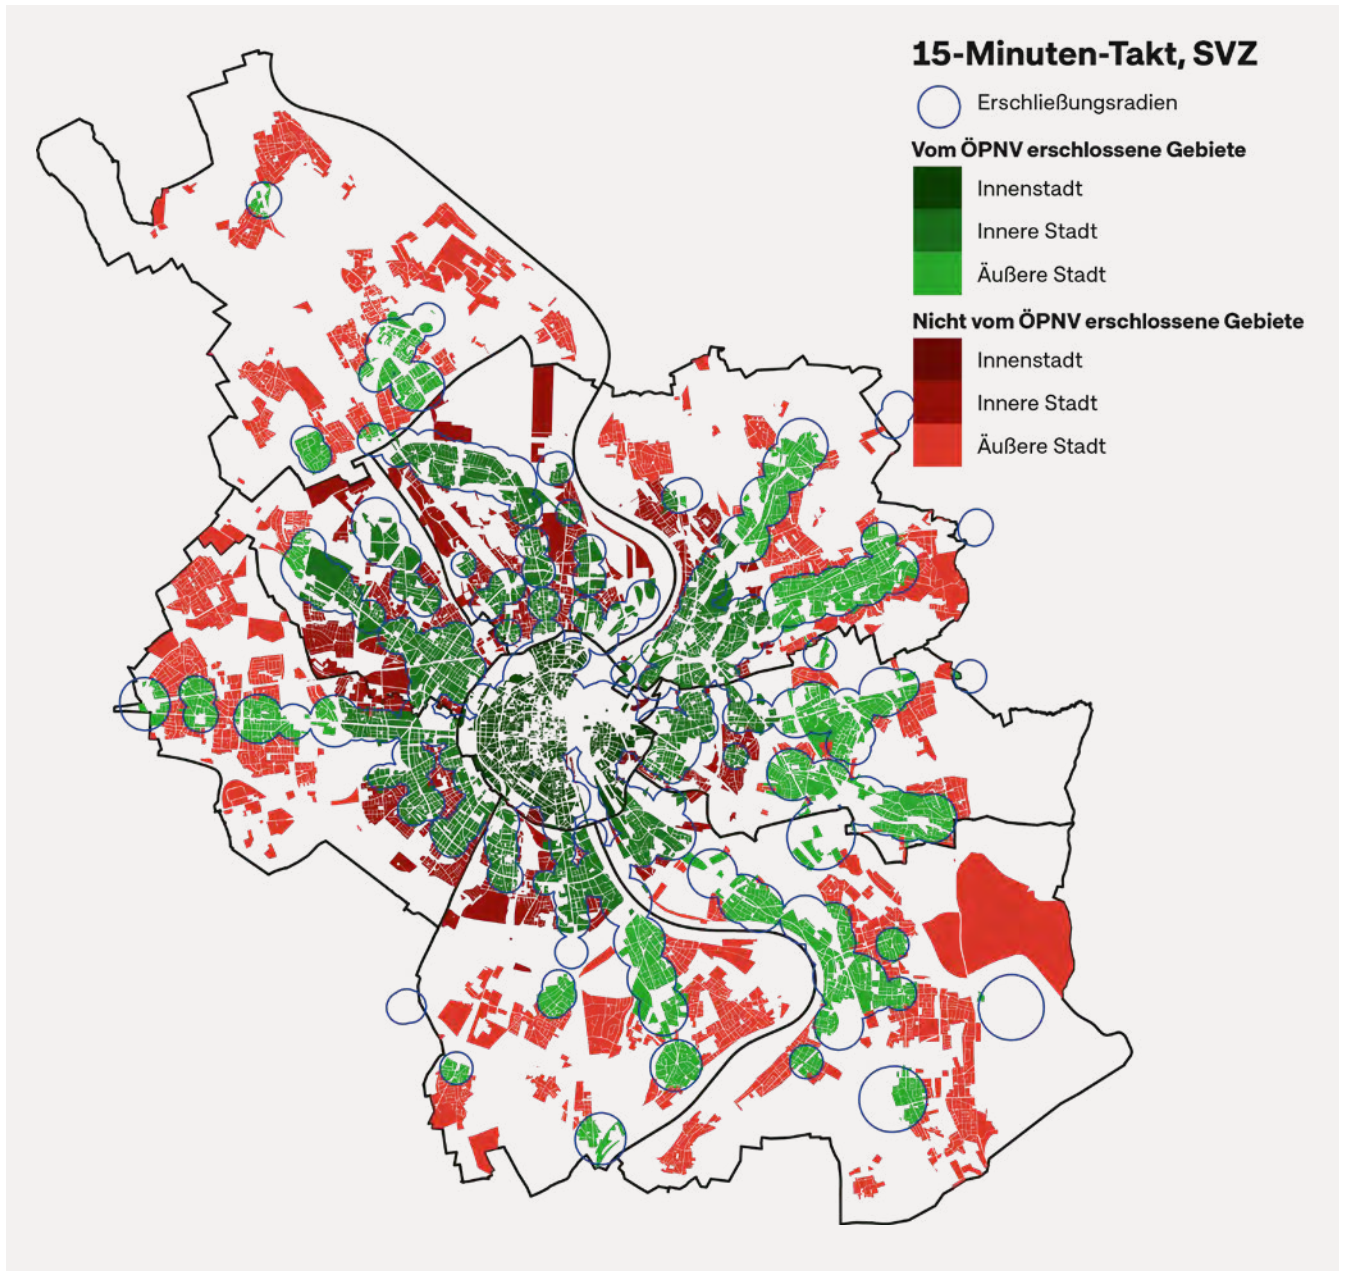 15-Minuten-Takt, SVZ
Erschließungsradien
Vom ÖPNV erschlossene Gebiete
Innenstadt
Innere Stadt
Äußere Stadt
Nicht vom ÖPNV erschlossene Gebiete
Innenstadt
Innere Stadt
Äußere Stadt